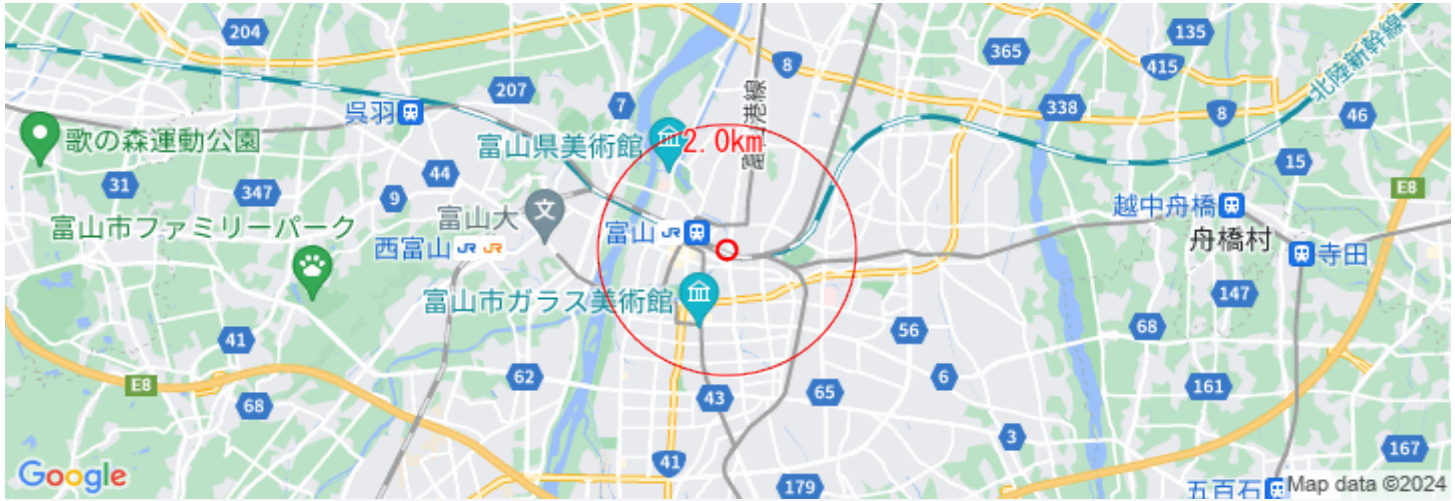 204
135
365
415
8
北陸新幹線
207
7
338
8
46
呉羽
富山港線
歌の森運動公園
富山県美術館
2.0km
15
31
347
44
9
E8
富山大
文
越中舟橋
富山市ファミリーパーク
西富山
JR
JR
富山
JR
舟橋村
寺田
富山市ガラス美術館
147
41
56
68
E8
62
6
161
68
43
65
3
167
41
179
五百石
Google
Map data ©2024